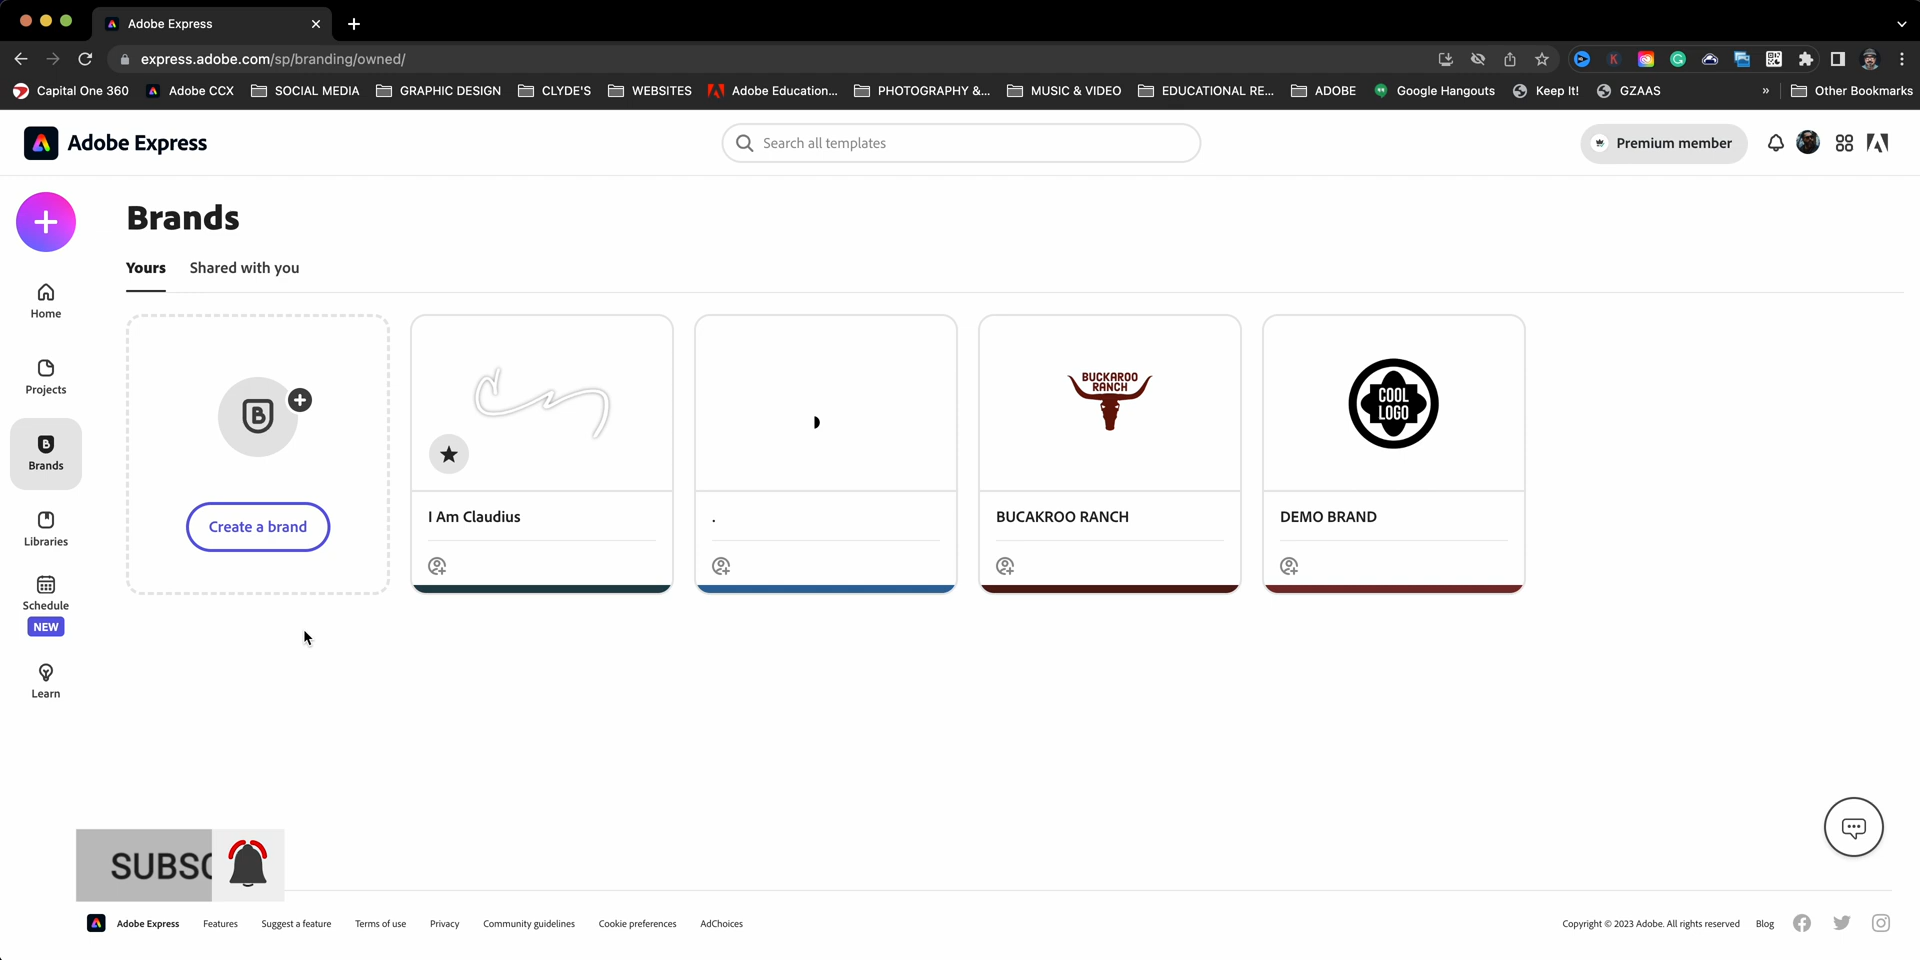 Adobe Express
express.adobe.com/sp/branding/owned/
Capital One 360
Adobe CCX
SOCIAL MEDIA
GRAPHIC DESIGN
CLYDE'S
WEBSITES
Adobe Education...
PHOTOGRAPHY &...
MUSIC & VIDEO
EDUCATIONAL RE...
ADOBE
Google Hangouts
Keep It!
GZAAS
»
Other Bookmarks
Adobe Express
Search all templates
Premium member
Brands
Yours
Shared with you
Home
Projects
Brands
Libraries
Schedule
NEW
Learn
B
Create a brand
I Am Claudius
.
BUCKAROO
RANCH
BUCAKROO RANCH
COOL
LOGO
DEMO BRAND
SUBSC
Adobe Express
Features
Suggest a feature
Terms of use
Privacy
Community guidelines
Cookie preferences
AdChoices
Copyright © 2023 Adobe. All rights reserved
Blog